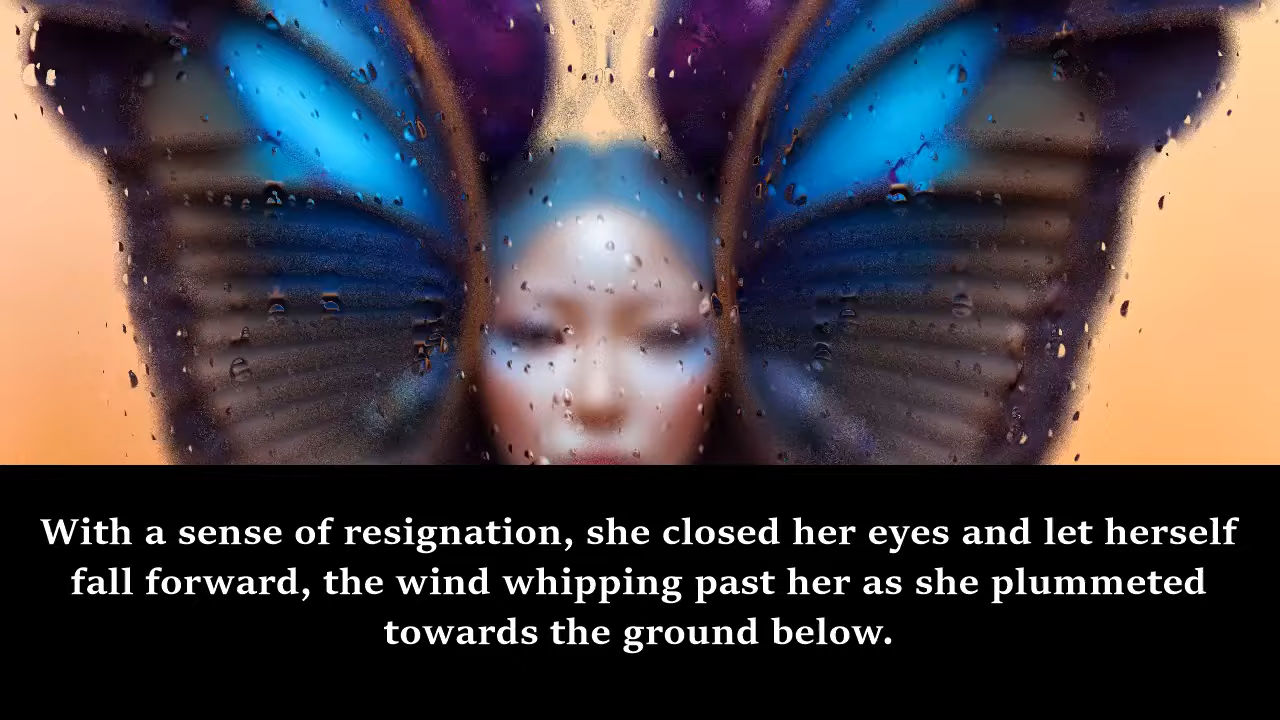 With a sense of resignation, she closed her eyes and let herself
fall forward, the wind whipping past her as she plummeted
towards the ground below.